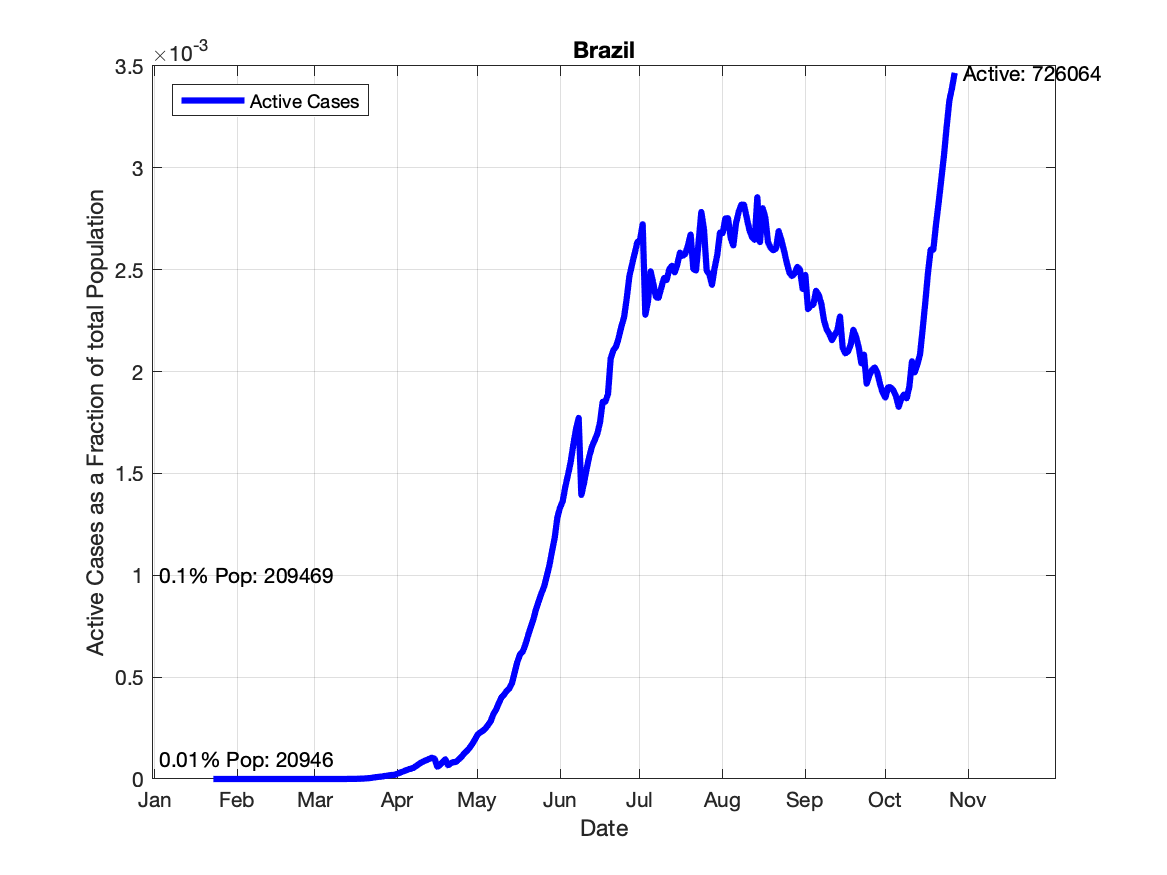 Brazil
×10-3
3.5
3
2.5
2
1.5
1
0.5
0
Active Cases as a Fraction of total Population
Active Cases
Active: 726064
0.1% Pop: 209469
0.01% Pop: 20946
Jan Feb Mar Apr May Jun Jul Aug Sep Oct Nov
Date